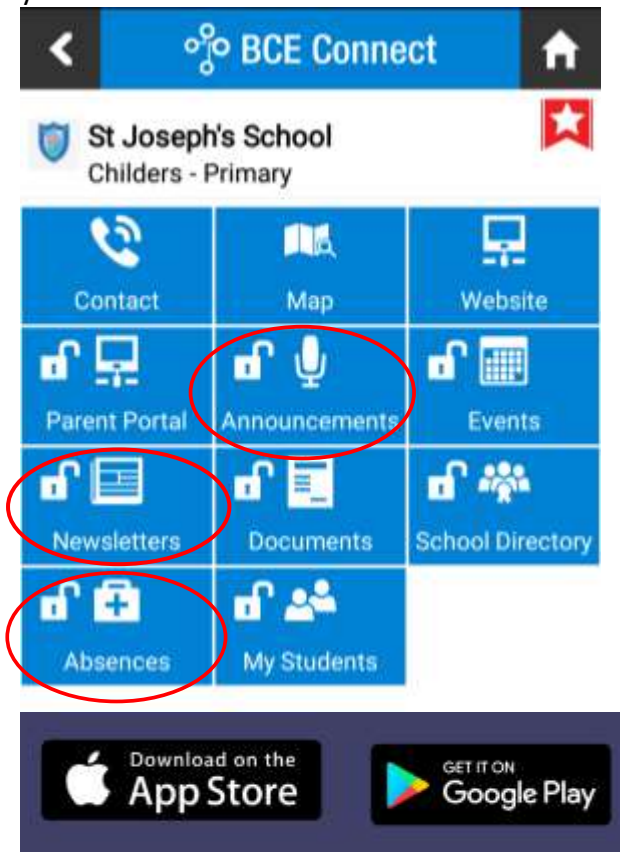 BCE Connect
St Joseph's School
Childers - Primary
Contact Map Website
Parent Portal Announcements Events
Newsletters Documents School Directory
Absences My Students
Download on the
App Store
GET IT ON
Google Play